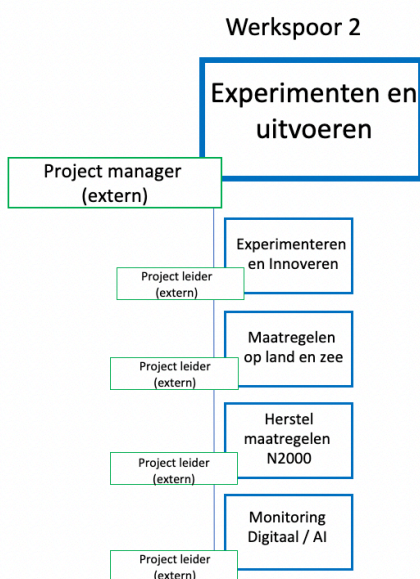 Werkspoor 2
Experimenten en
uitvoeren
Project manager
(extern)
Experimenteren
en Innoveren
Project leider
(extern)
Maatregelen
op land en zee
Project leider
(extern)
Herstel
maatregelen
N2000
Project leider
(extern)
Monitoring
Digitaal / AI
Project leider
(extern)